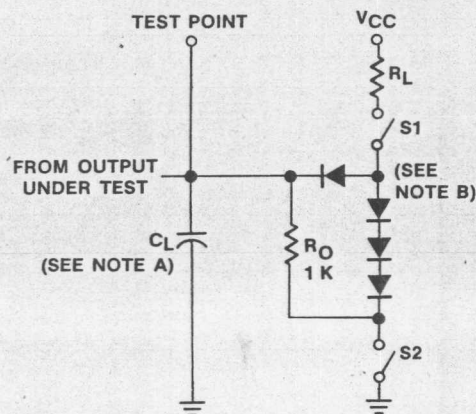 TEST POINT
VCC
RL
S1
FROM OUTPUT
UNDER TEST
(SEE
NOTE B)
CL
(SEE NOTE A)
RO
1 K
S2